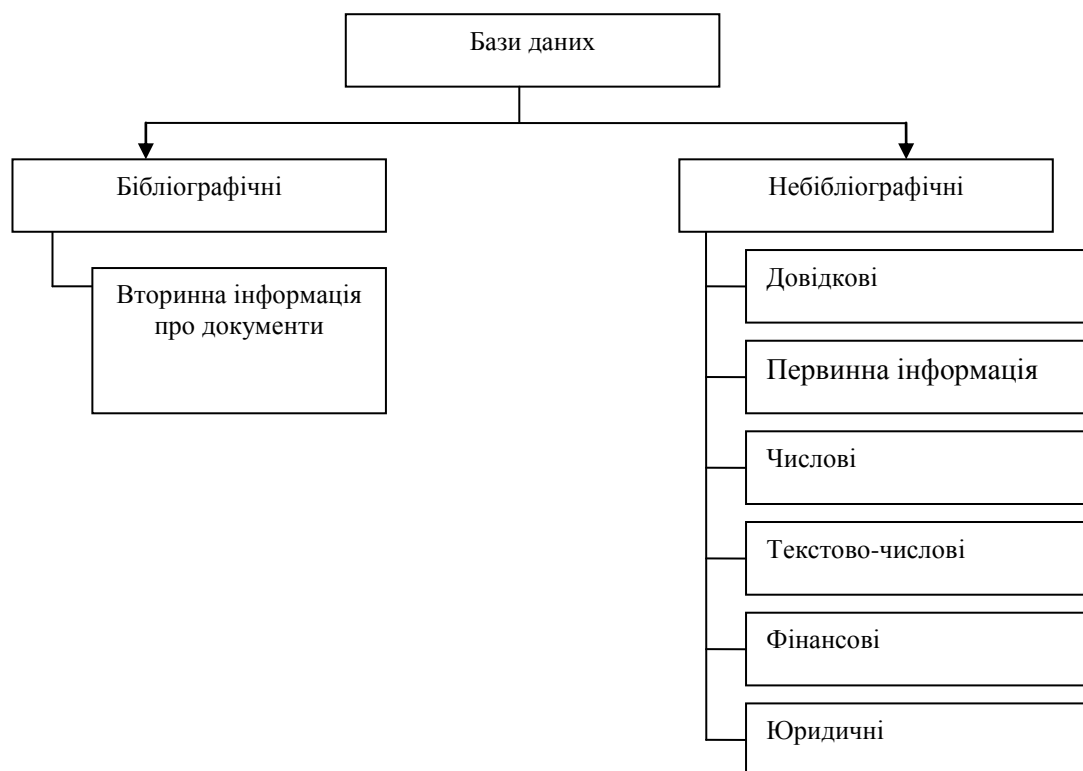 Бази даних
Бібліографічні
Небібліографічні
Вторинна інформація
про документи
Довідкові
Первинна інформація
Числові
Текстово-числові
Фінансові
Юридичні